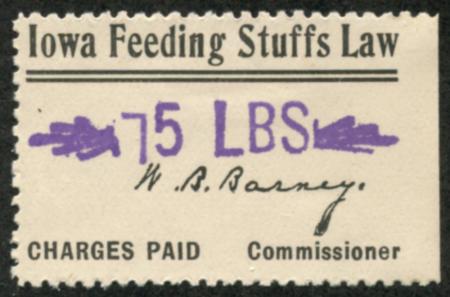 Iowa Feeding Stuffs Law
75 LBS
W. B. Barney.
CHARGES PAID Commissioner